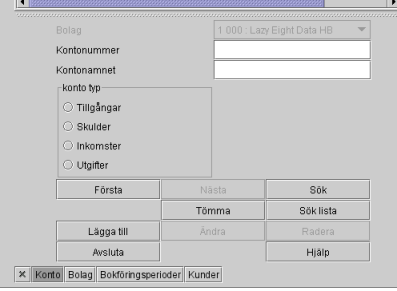 Bolag 1 000 : Lazy Eight Data HB
Kontonummer
Kontonamnet
konto typ
Tillgångar
Skulder
Inkomster
Utgifter
Första Nästa Sök
Tömma Sök lista
Lägga till Ändra Radera
Avsluta Hjälp
Konto Bolag Bokföringsperioder Kunder